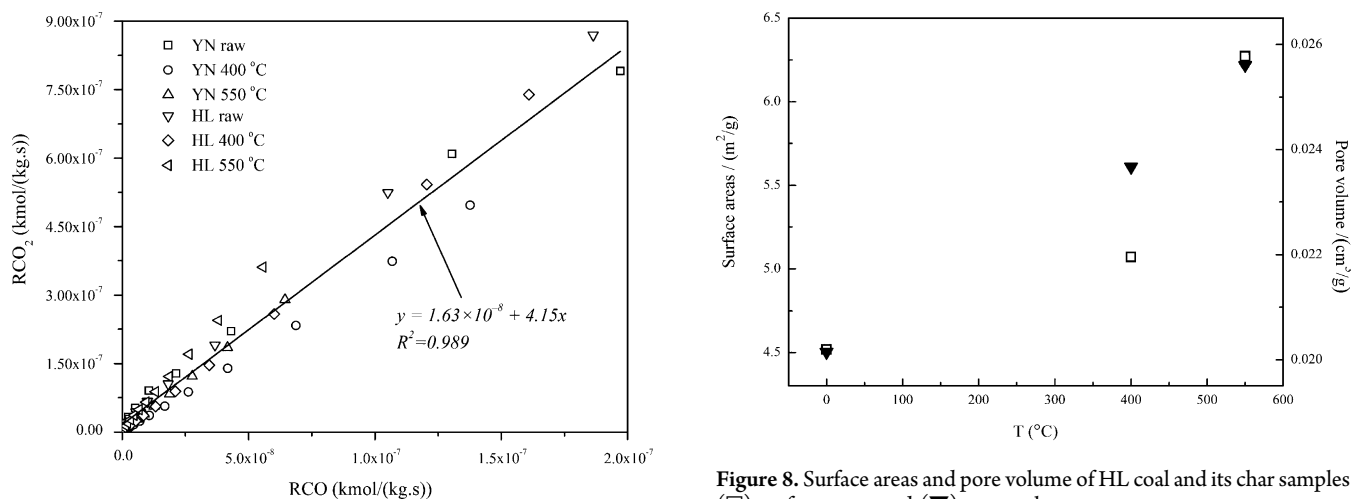 9.00x10⁻⁷
7.50x10⁻⁷
6.00x10⁻⁷
4.50x10⁻⁷
3.00x10⁻⁷
1.50x10⁻⁷
0.00
RCO₂ (kmol/(kg.s))
YN raw
YN 400 °C
YN 550 °C
HL raw
HL 400 °C
HL 550 °C
y = 1.63×10⁻⁸ + 4.15x
R²=0.989
0.0 5.0x10⁻⁸ 1.0x10⁻⁷ 1.5x10⁻⁷ 2.0x10⁻⁷
RCO (kmol/(kg.s))
6.5
6.0
5.5
5.0
4.5
Surface areas / (m²/g)
0.026
0.024
0.022
0.020
Pore volume /(cm³/g)
0 100 200 300 400 500 600
T (°C)
Figure 8. Surface areas and pore volume of HL coal and its char samples